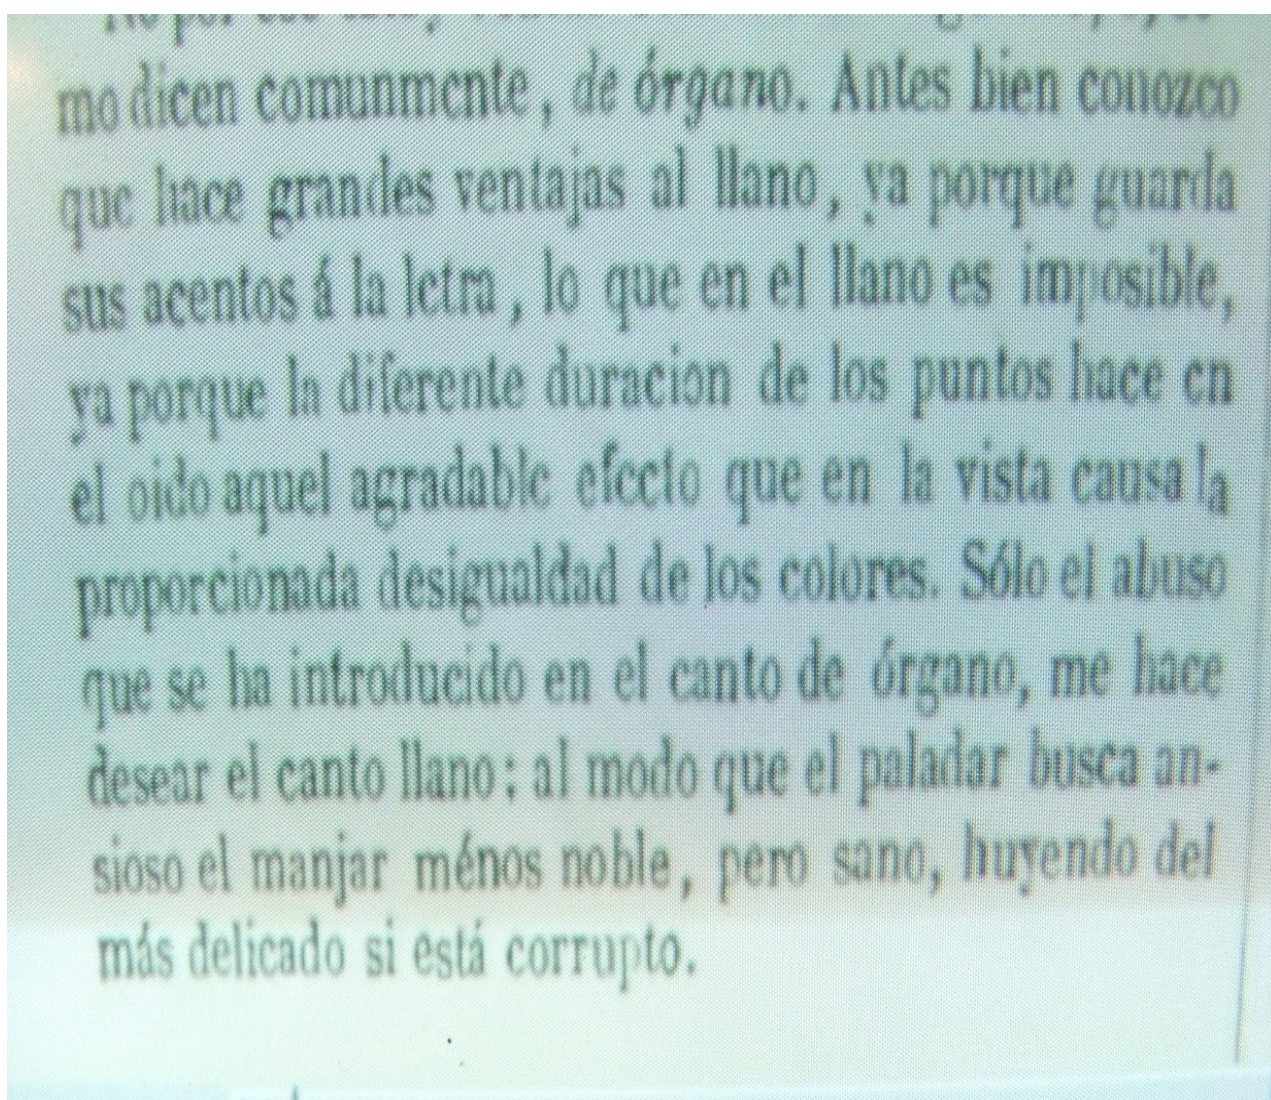 mo dicen comunmente, de órgano. Antes bien conozco
que hace grandes ventajas al llano, ya porque guarda
sus acentos á la letra, lo que en el llano es imposible,
ya porque la diferente duracion de los puntos hace en
el oido aquel agradable efecto que en la vista causa la
proporcionada desigualdad de los colores. Sólo el abuso
que se ha introducido en el canto de órgano, me hace
desear el canto llano; al modo que el paladar busca an-
sioso el manjar ménos noble, pero sano, huyendo del
más delicado si está corrupto.